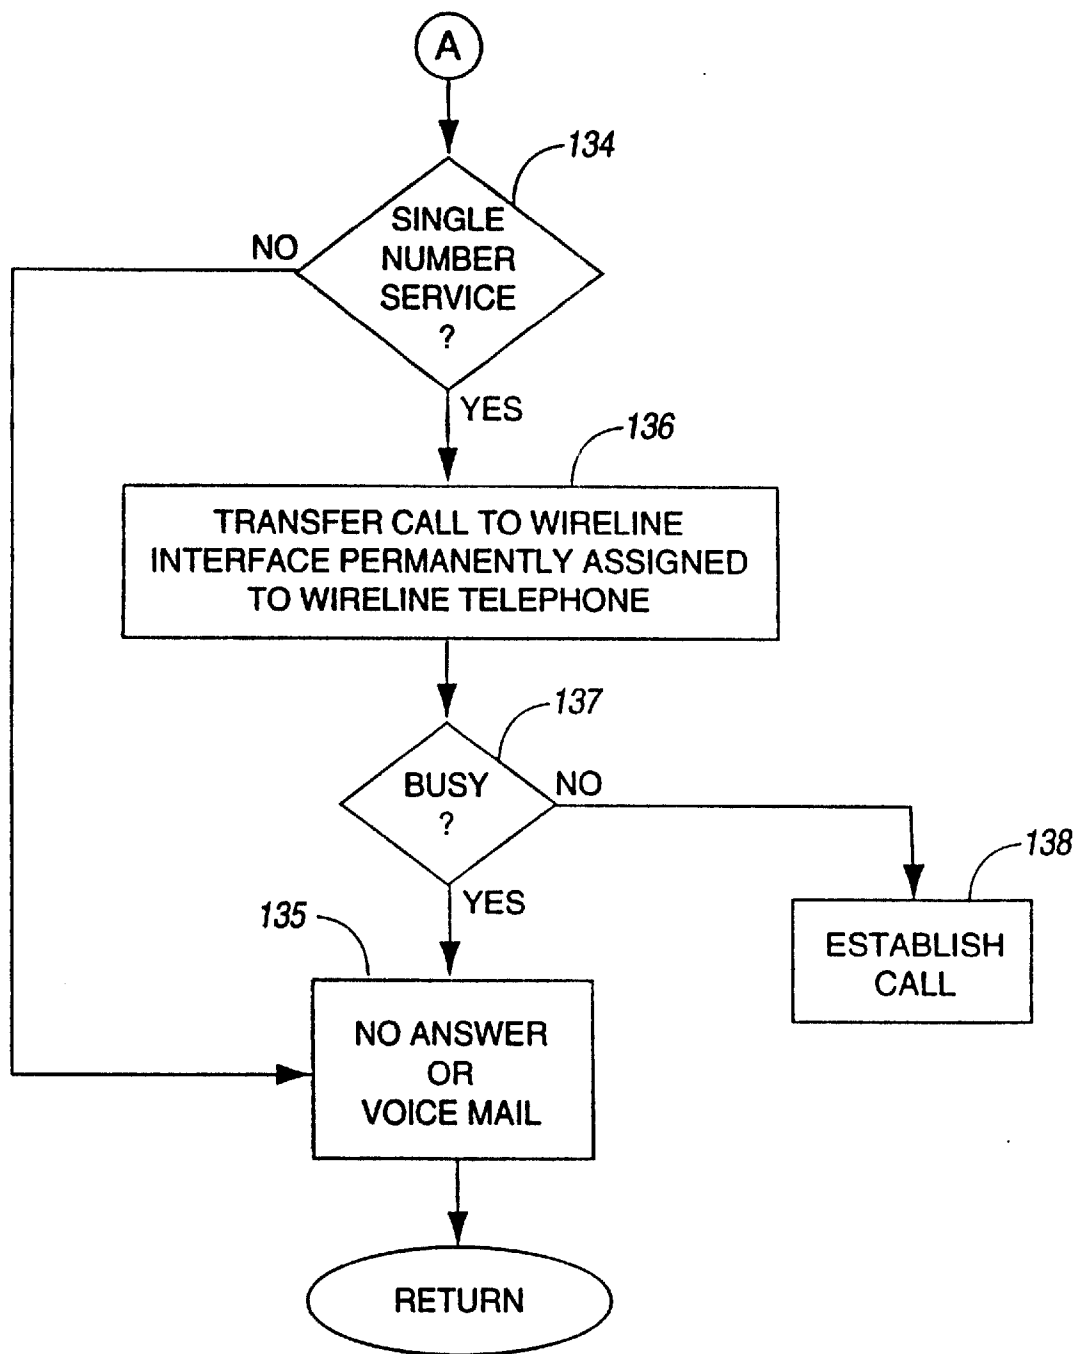 A
134
SINGLE
NUMBER
SERVICE
?
NO
YES
136
TRANSFER CALL TO WIRELINE
INTERFACE PERMANENTLY ASSIGNED
TO WIRELINE TELEPHONE
137
BUSY
?
NO
YES
138
ESTABLISH
CALL
135
NO ANSWER
OR
VOICE MAIL
RETURN